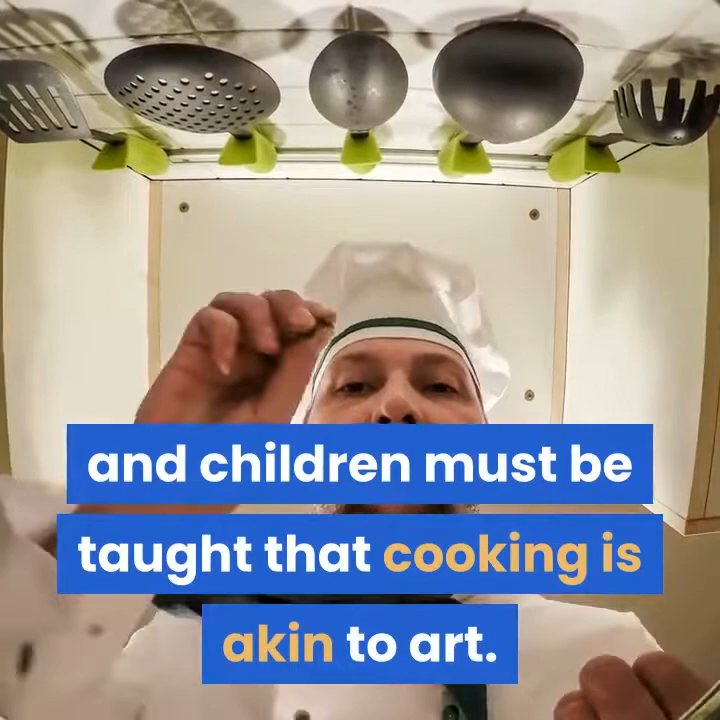 and children must be
taught that cooking is
akin to art.